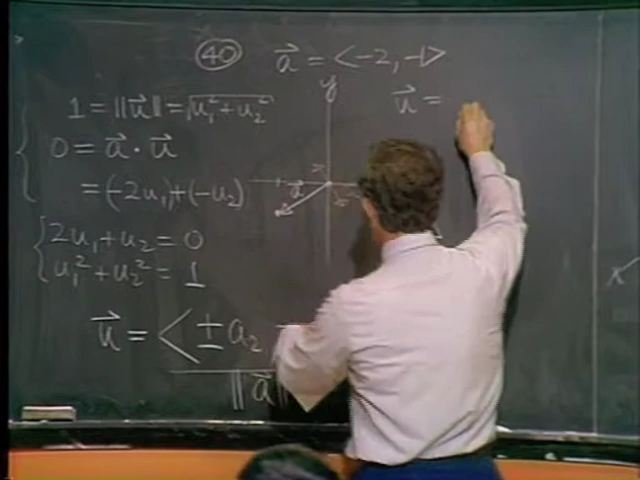 40 a⃗ = <-2, -1>
y
u⃗ =
1 = ||u⃗|| = √(u₁² + u₂²)
0 = a⃗ · u⃗
= (-2u₁) + (-u₂)
a⃗
2u₁ + u₂ = 0
u₁² + u₂² = 1
u⃗ = < ± a₂
||a⃗||
x